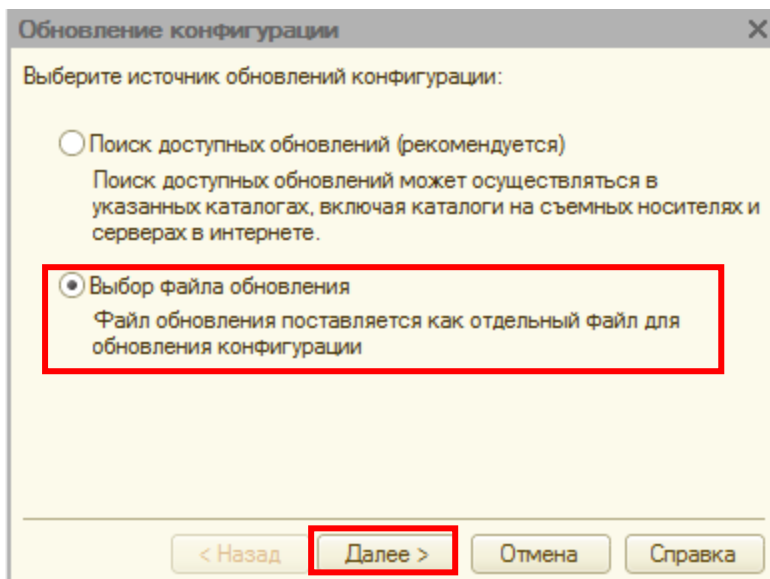 Обновление конфигурации
Выберите источник обновлений конфигурации:
Поиск доступных обновлений (рекомендуется)
Поиск доступных обновлений может осуществляться в
указанных каталогах, включая каталоги на съемных носителях и
серверах в интернете.
Выбор файла обновления
Файл обновления поставляется как отдельный файл для
обновления конфигурации
< Назад Далее > Отмена Справка